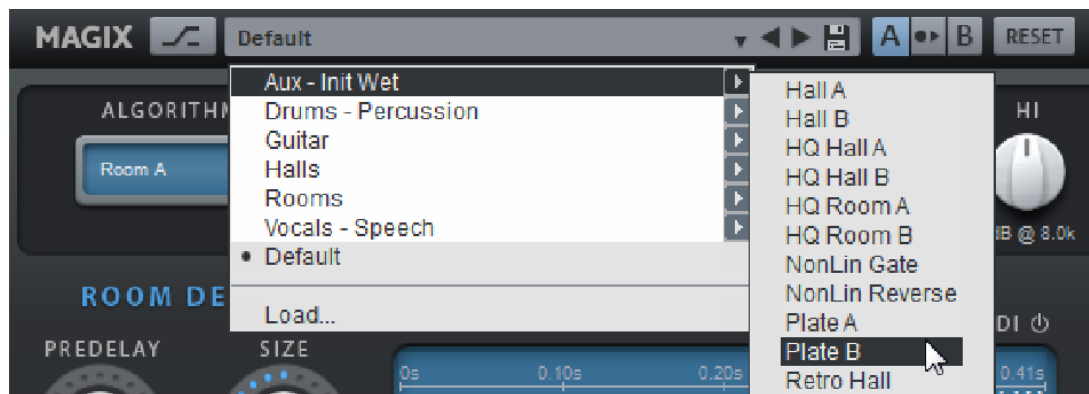 MAGIX Default A B RESET
Aux - Init Wet
Drums - Percussion
Guitar
Halls
Rooms
Vocals - Speech
Default
Load...
Hall A
Hall B
HQ Hall A
HQ Hall B
HQ Room A
HQ Room B
NonLin Gate
NonLin Reverse
Plate A
Plate B
Retro Hall
ALGORITHM
Room A
HI
dB @ 8.0k
ROOM DE
DI
PREDELAY SIZE
0s 0.10s 0.20s 0.41s